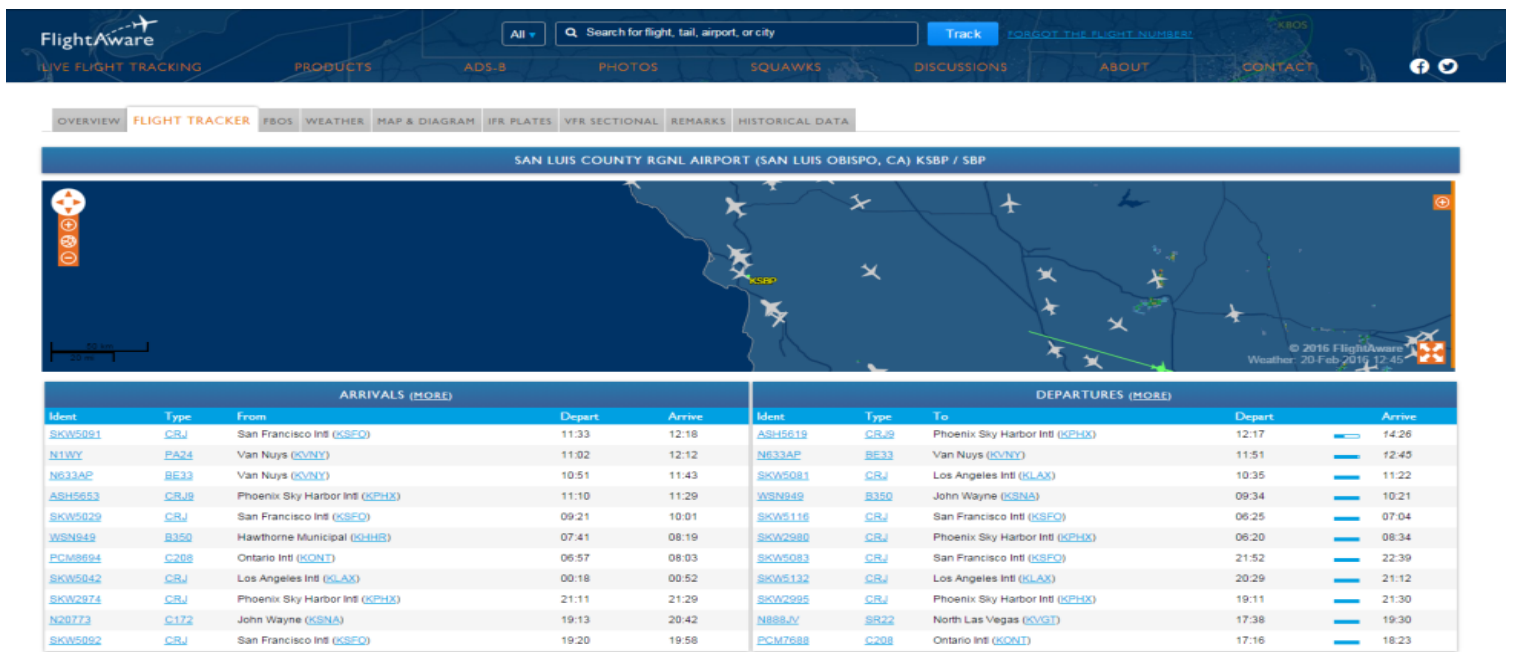 FlightAware
All
Search for flight, tail, airport, or city
Track
FORGOT THE FLIGHT NUMBER?
KBOS
LIVE FLIGHT TRACKING PRODUCTS ADS-B PHOTOS SQUAWKS DISCUSSIONS ABOUT CONTACT
OVERVIEW FLIGHT TRACKER FBOS WEATHER MAP & DIAGRAM IFR PLATES VFR SECTIONAL REMARKS HISTORICAL DATA
SAN LUIS COUNTY RGNL AIRPORT (SAN LUIS OBISPO, CA) KSBP / SBP
KSBP
50 km
20 mi
© 2016 FlightAware
Weather: 20-Feb-2016 12:45
ARRIVALS (MORE)
Ident Type From Depart Arrive
SKW5091 CRJ San Francisco Intl (KSFO) 11:33 12:18
N1WY PA24 Van Nuys (KVNY) 11:02 12:12
N633AP BE33 Van Nuys (KVNY) 10:51 11:43
ASH5653 CRJ9 Phoenix Sky Harbor Intl (KPHX) 11:10 11:29
SKW5029 CRJ San Francisco Intl (KSFO) 09:21 10:01
WSN949 B350 Hawthorne Municipal (KHHR) 07:41 08:19
PCM8694 C208 Ontario Intl (KONT) 06:57 08:03
SKW5042 CRJ Los Angeles Intl (KLAX) 00:18 00:52
SKW2974 CRJ Phoenix Sky Harbor Intl (KPHX) 21:11 21:29
N20773 C172 John Wayne (KSNA) 19:13 20:42
SKW5092 CRJ San Francisco Intl (KSFO) 19:20 19:58
DEPARTURES (MORE)
Ident Type To Depart Arrive
ASH5619 CRJ9 Phoenix Sky Harbor Intl (KPHX) 12:17 14:26
N633AP BE33 Van Nuys (KVNY) 11:51 12:45
SKW5081 CRJ Los Angeles Intl (KLAX) 10:35 11:22
WSN949 B350 John Wayne (KSNA) 09:34 10:21
SKW5116 CRJ San Francisco Intl (KSFO) 06:25 07:04
SKW2980 CRJ Phoenix Sky Harbor Intl (KPHX) 06:20 08:34
SKW5083 CRJ San Francisco Intl (KSFO) 21:52 22:39
SKW5132 CRJ Los Angeles Intl (KLAX) 20:29 21:12
SKW2995 CRJ Phoenix Sky Harbor Intl (KPHX) 19:11 21:30
N888JV SR22 North Las Vegas (KVGT) 17:38 19:30
PCM7688 C208 Ontario Intl (KONT) 17:16 18:23